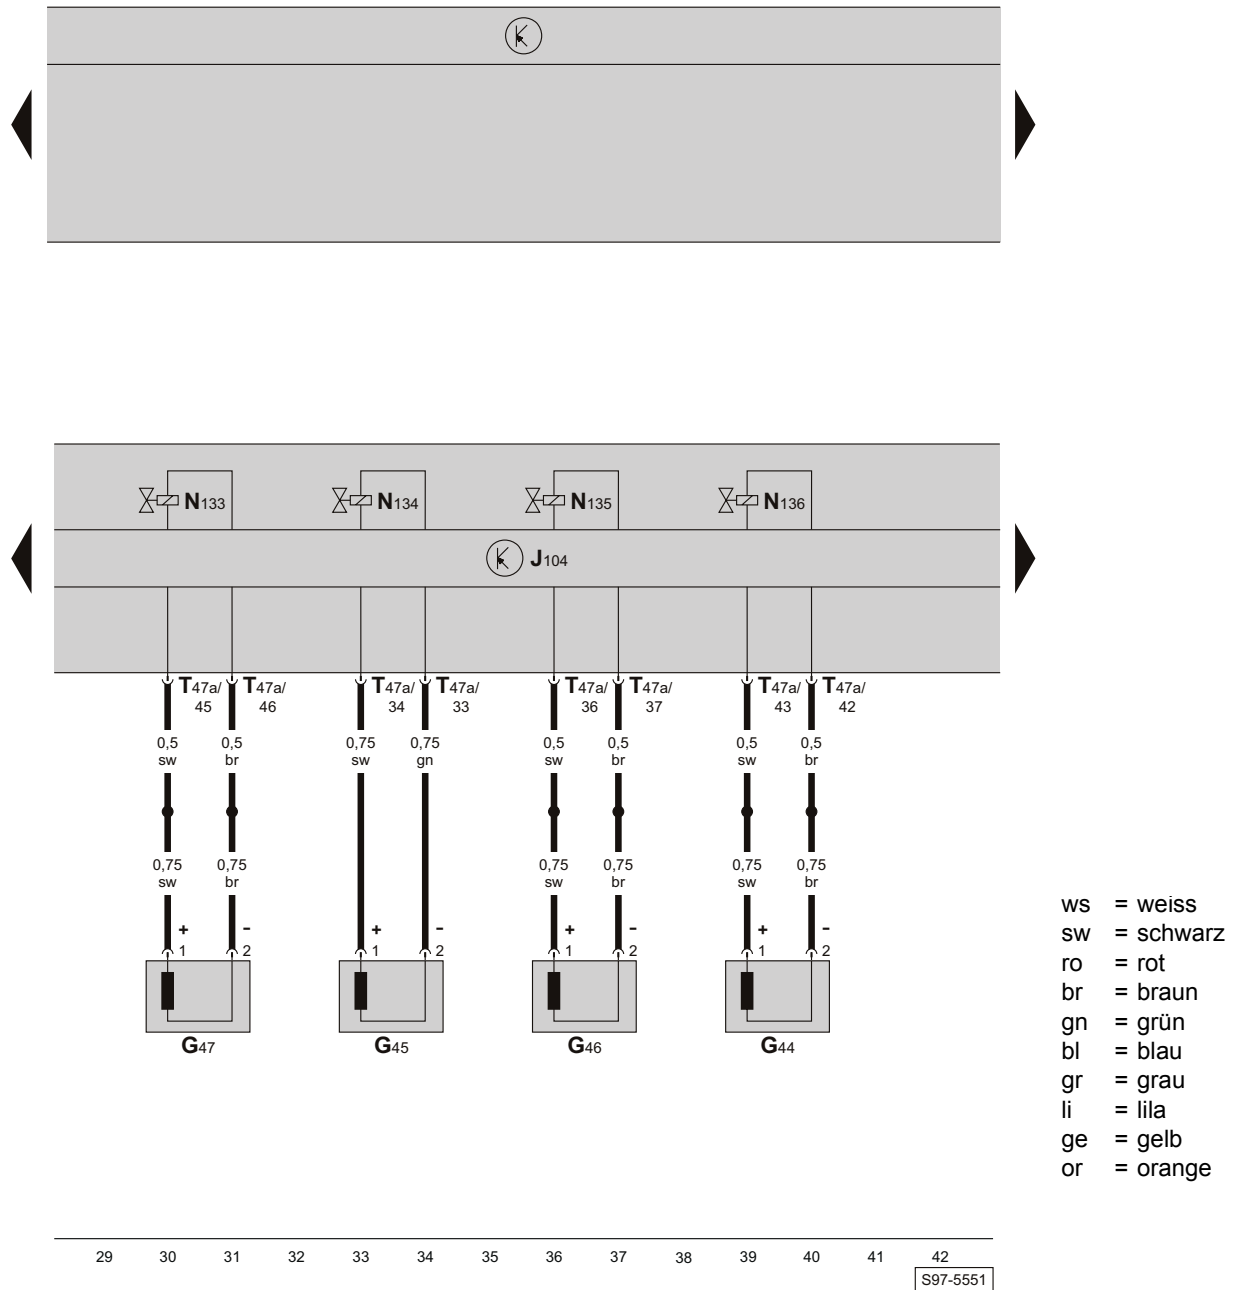 N133 N134 N135 N136
J104
T47a/ T47a/ T47a/ T47a/ T47a/ T47a/ T47a/ T47a/
45 46 34 33 36 37 43 42
0,5 0,5 0,75 0,75 0,5 0,5 0,5 0,5
sw br sw gn sw br sw br
0,75 0,75 0,75 0,75 0,75 0,75
sw br sw br sw br
+ - + - + - + -
1 2 1 2 1 2 1 2
G47 G45 G46 G44
ws = weiss
sw = schwarz
ro = rot
br = braun
gn = grün
bl = blau
gr = grau
li = lila
ge = gelb
or = orange
29 30 31 32 33 34 35 36 37 38 39 40 41 42
S97-5551